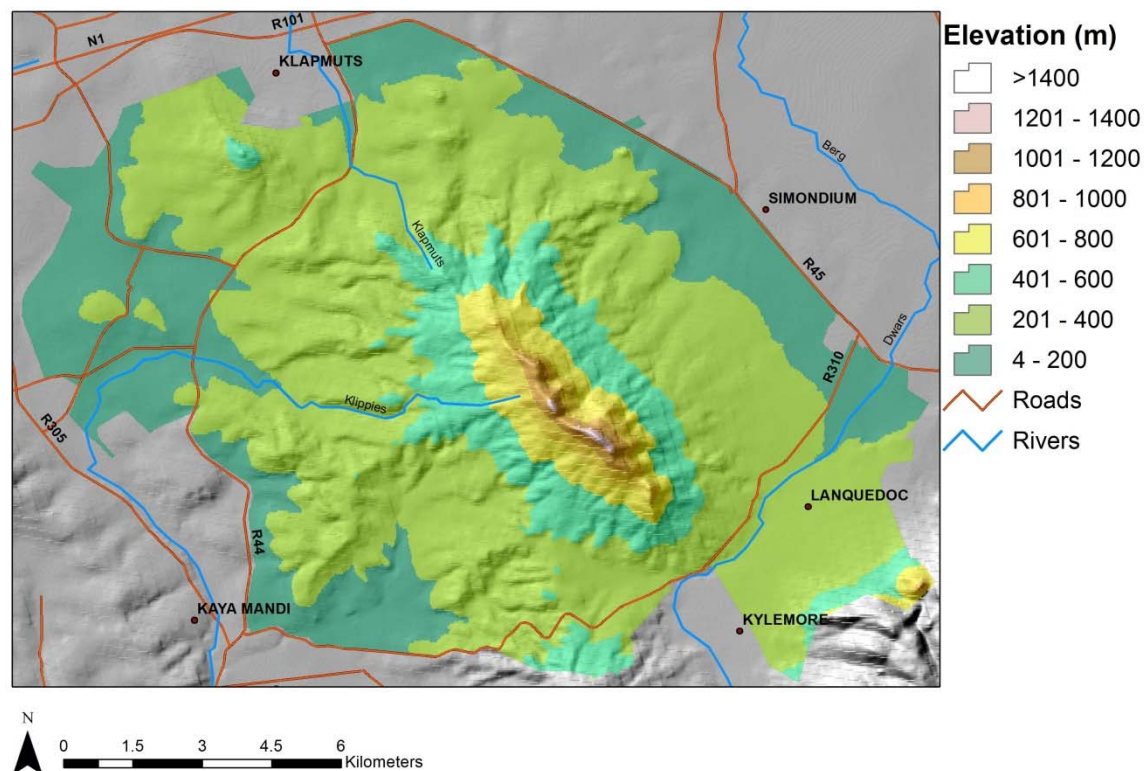 R101
N1
KLAPMUTS
Berg
SIMONDIUM
Klapmuts
R45
Dwars
R310
Klippies
R305
LANQUEDOC
R44
KAYA MANDI
KYLEMORE
Elevation (m)
>1400
1201 - 1400
1001 - 1200
801 - 1000
601 - 800
401 - 600
201 - 400
4 - 200
Roads
Rivers
N
0 1.5 3 4.5 6
Kilometers